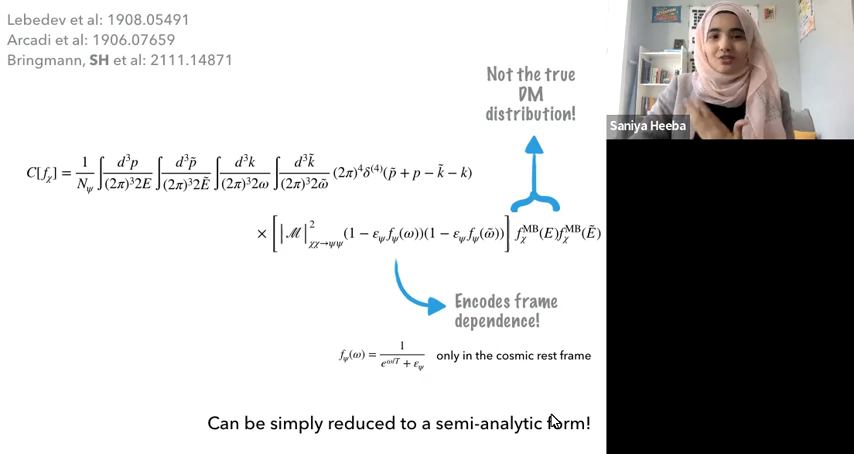 Lebedev et al: 1908.05491
Arcadi et al: 1906.07659
Bringmann, SH et al: 2111.14871
Not the true
DM
distribution!
Saniya Heeba
C[f_χ] = 1/N_ψ ∫ d³p/(2π)³2E ∫ d³p̃/(2π)³2Ẽ ∫ d³k/(2π)³2ω ∫ d³k̃/(2π)³2ω̃ (2π)⁴δ⁽⁴⁾(p̃ + p − k̃ − k)
× [|ℳ|²_χχ→ψψ (1 − ε_ψ f_ψ(ω))(1 − ε_ψ f_ψ(ω̃))] f_χ^MB(E) f_χ^MB(Ẽ)
Encodes frame
dependence!
f_ψ(ω) = 1/(e^ω/T + ε_ψ) only in the cosmic rest frame
Can be simply reduced to a semi-analytic form!